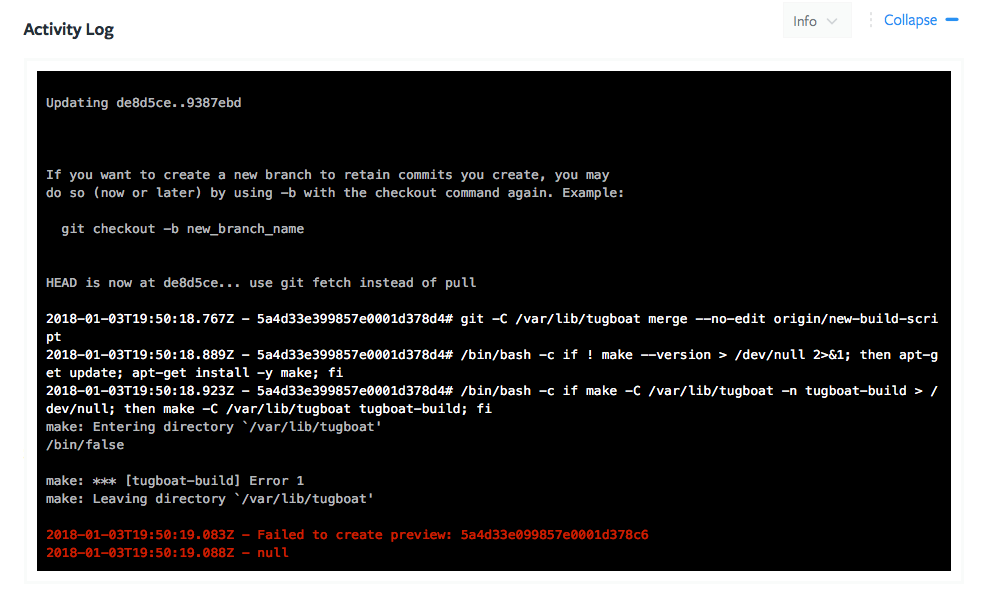 Activity Log
Info
Collapse
Updating de8d5ce..9387ebd
If you want to create a new branch to retain commits you create, you may
do so (now or later) by using -b with the checkout command again. Example:
git checkout -b new_branch_name
HEAD is now at de8d5ce... use git fetch instead of pull
2018-01-03T19:50:18.767Z - 5a4d33e399857e0001d378d4# git -C /var/lib/tugboat merge --no-edit origin/new-build-scri
pt
2018-01-03T19:50:18.889Z - 5a4d33e399857e0001d378d4# /bin/bash -c if ! make --version > /dev/null 2>&1; then apt-g
et update; apt-get install -y make; fi
2018-01-03T19:50:18.923Z - 5a4d33e399857e0001d378d4# /bin/bash -c if make -C /var/lib/tugboat -n tugboat-build > /
dev/null; then make -C /var/lib/tugboat tugboat-build; fi
make: Entering directory `/var/lib/tugboat'
/bin/false
make: *** [tugboat-build] Error 1
make: Leaving directory `/var/lib/tugboat'
2018-01-03T19:50:19.083Z - Failed to create preview: 5a4d33e099857e0001d378c6
2018-01-03T19:50:19.088Z - null